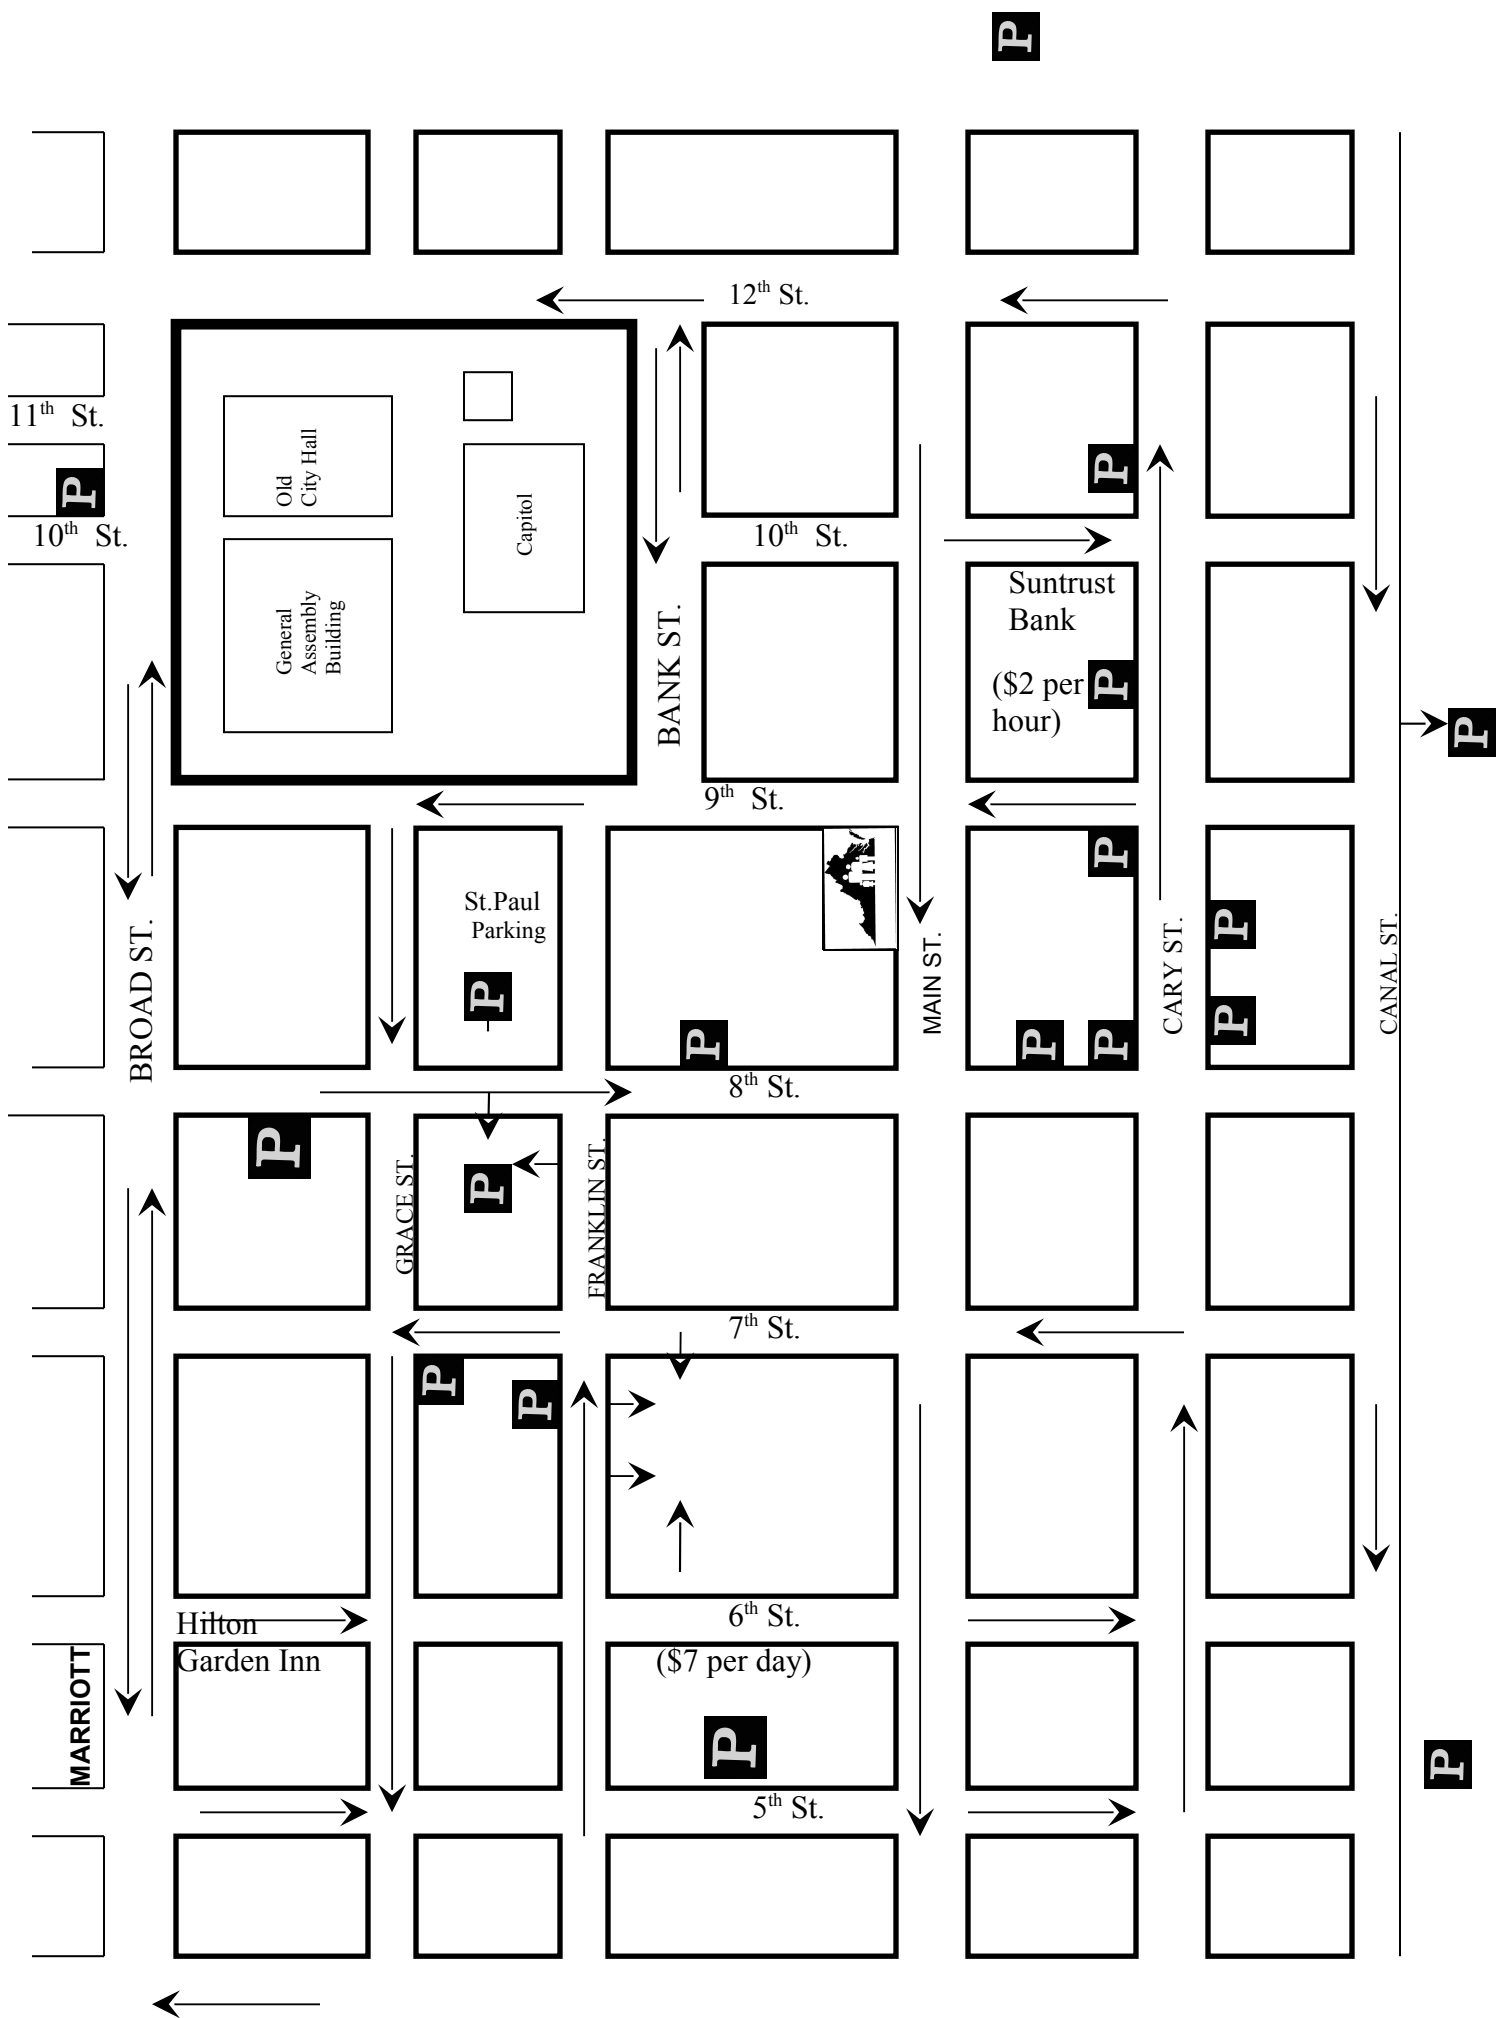 P
12th St.
11th St.
Old
City Hall
P
P
Capitol
10th St.
10th St.
General
Assembly
Building
Suntrust
Bank
BANK ST.
($2 per
hour)
P
P
9th St.
P
St.Paul
Parking
P
BROAD ST.
MAIN ST.
CARY ST.
CANAL ST.
P
P
P
P
P
8th St.
P
GRACE ST.
P
FRANKLIN ST.
7th St.
P
P
6th St.
Hilton
Garden Inn
($7 per day)
MARRIOTT
P
P
5th St.